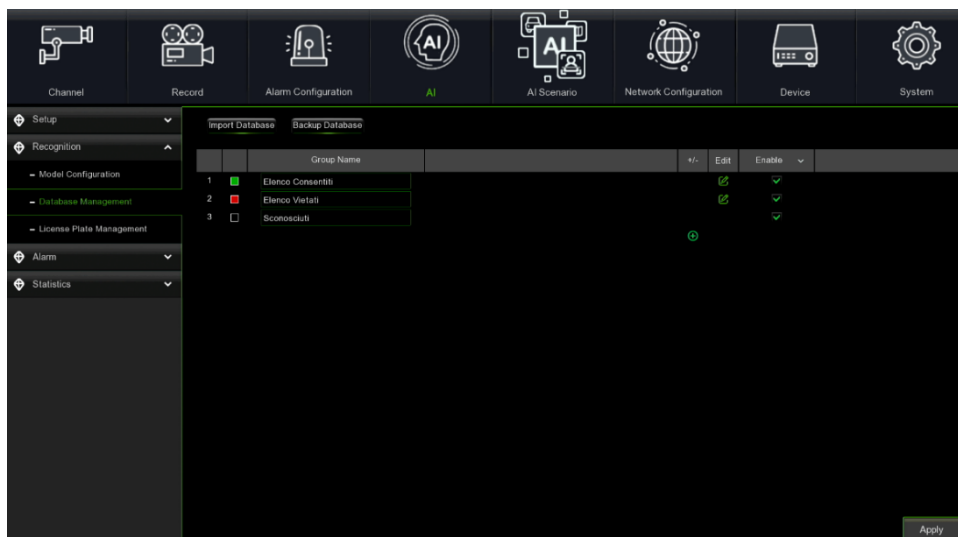 AI
AI
Channel
Record
Alarm Configuration
AI
AI Scenario
Network Configuration
Device
System
Setup
Recognition
Model Configuration
Database Management
License Plate Management
Alarm
Statistics
Import Database
Backup Database
Group Name
+/-
Edit
Enable
1
Elenco Consentiti
2
Elenco Vietati
3
Sconosciuti
Apply